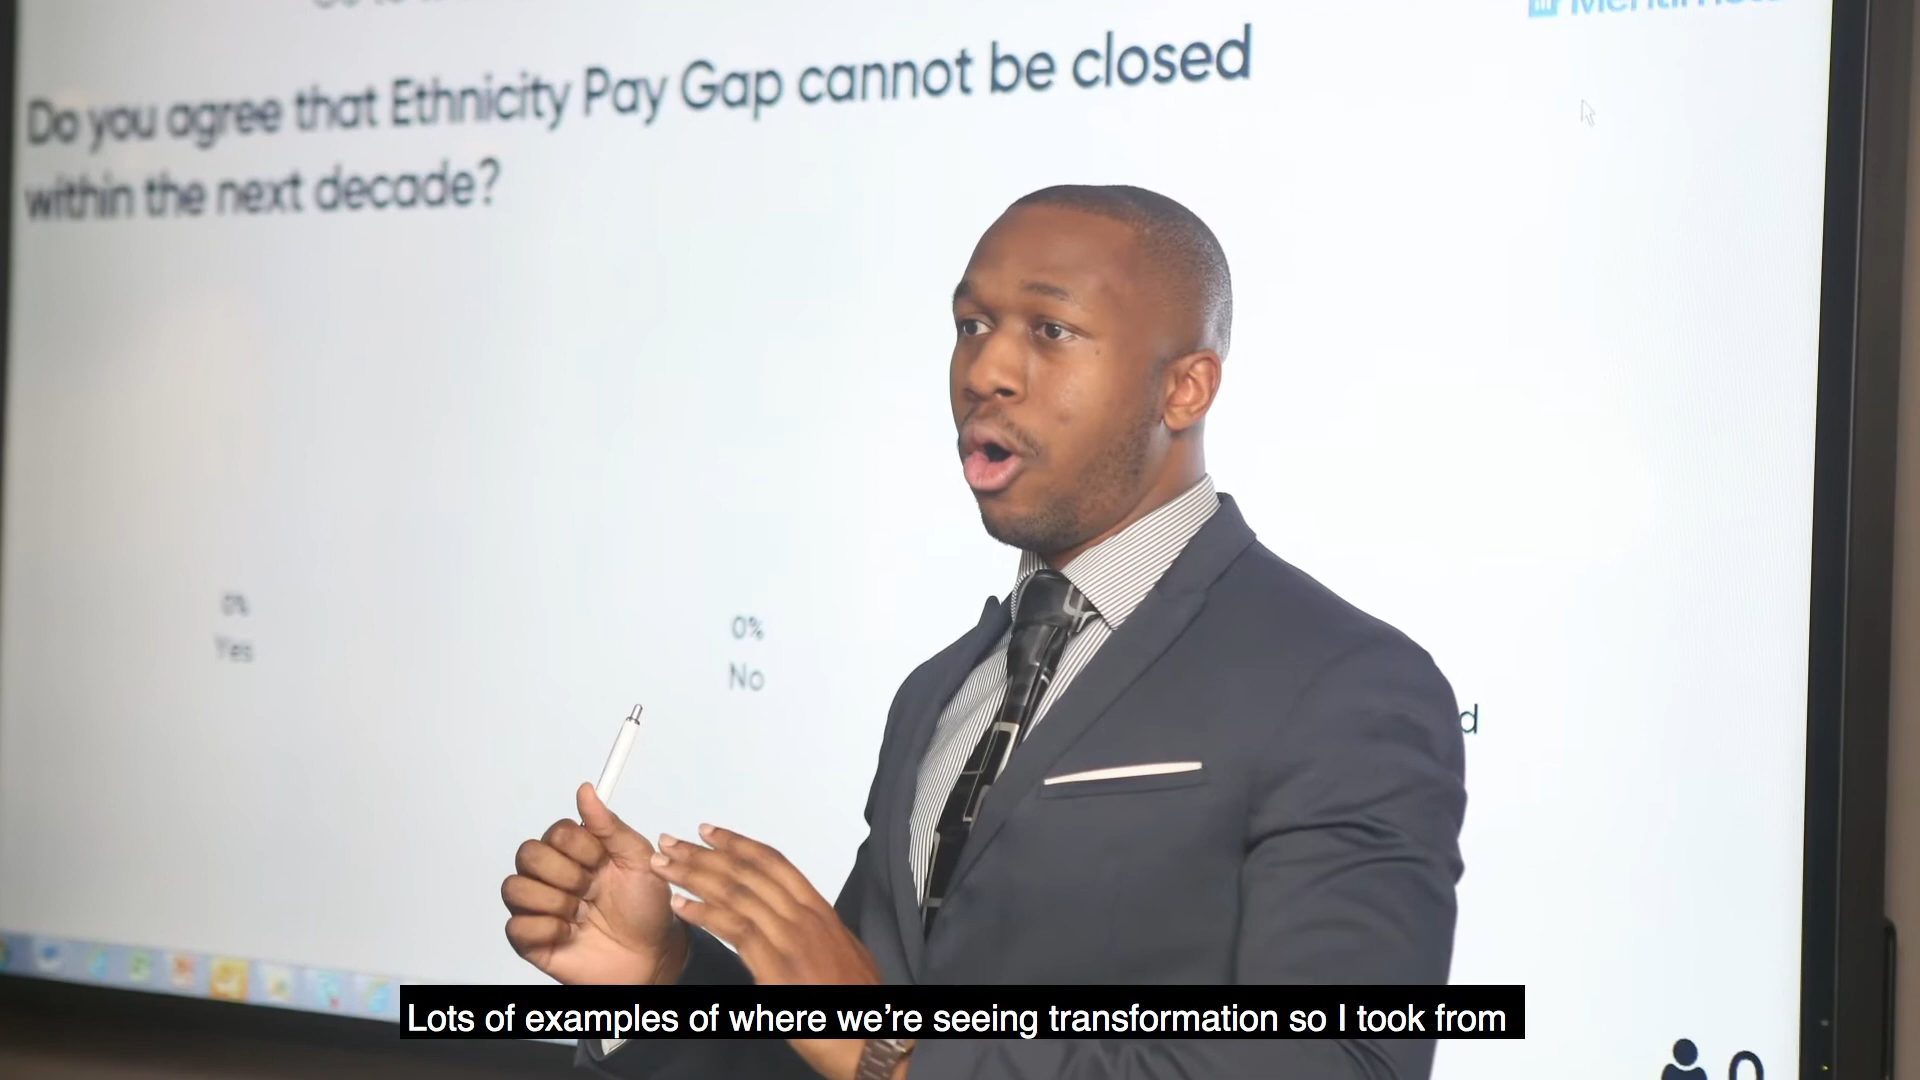 Do you agree that Ethnicity Pay Gap cannot be closed
within the next decade?
0%
Yes
0%
No
d
Lots of examples of where we’re seeing transformation so I took from
0